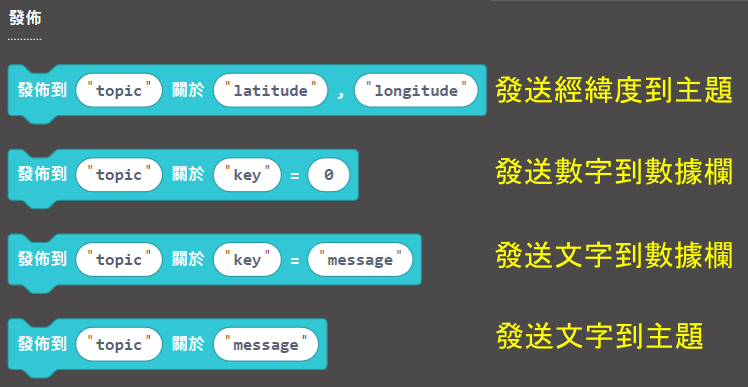 發佈
發佈到 "topic" 關於 "latitude" , "longitude" 發送經緯度到主題
發佈到 "topic" 關於 "key" = 0 發送數字到數據欄
發佈到 "topic" 關於 "key" = "message" 發送文字到數據欄
發佈到 "topic" 關於 "message" 發送文字到主題